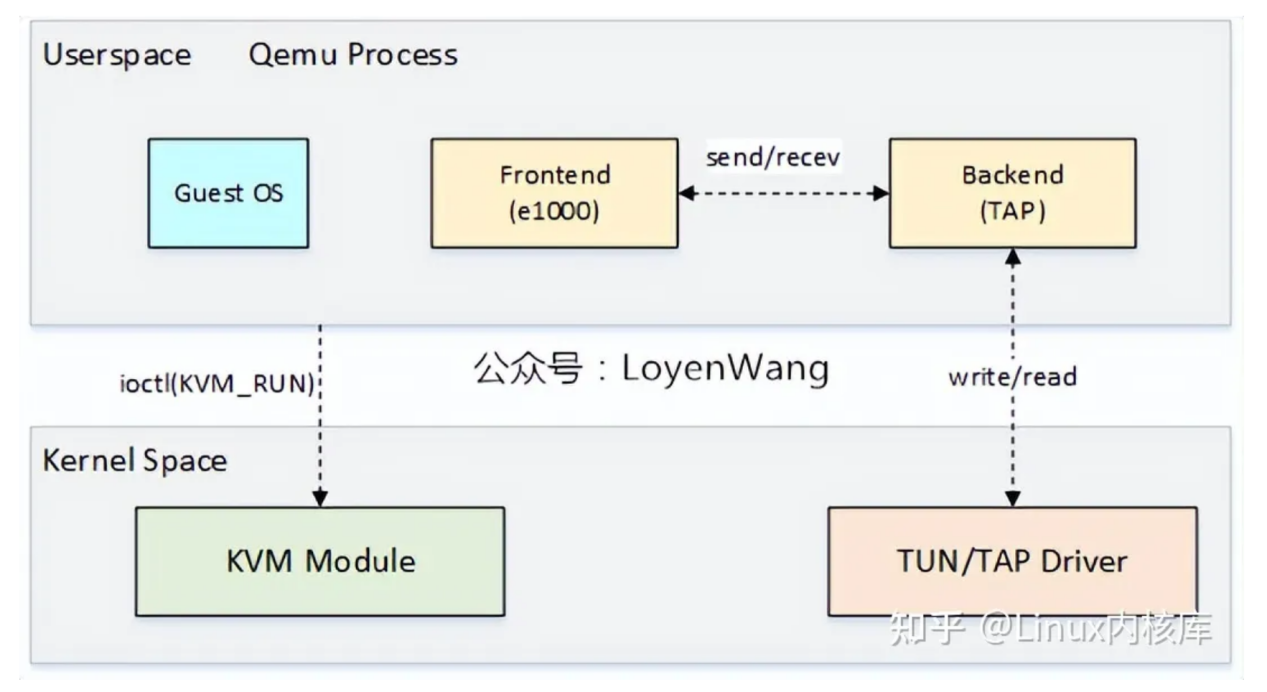 Userspace Qemu Process
Guest OS
Frontend
(e1000)
send/recev
Backend
(TAP)
ioctl(KVM_RUN)
公众号：LoyenWang
write/read
Kernel Space
KVM Module
TUN/TAP Driver
知乎 @Linux内核库